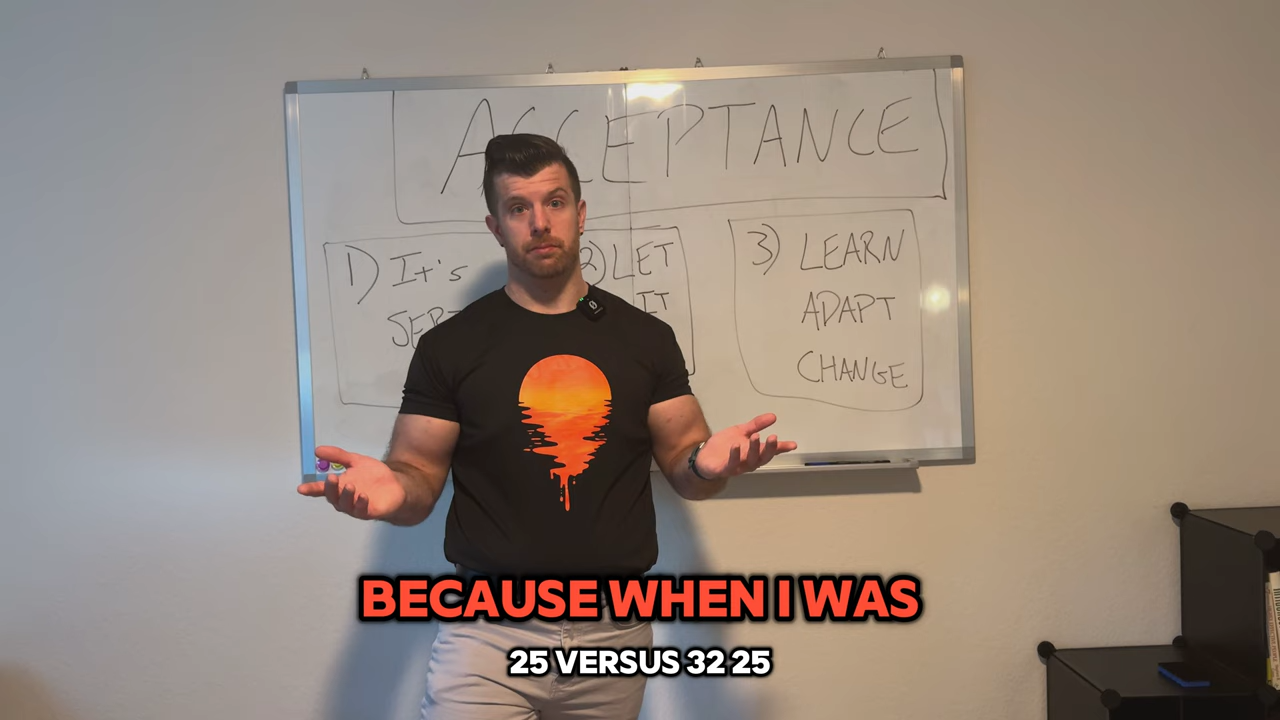 ACCEPTANCE
1) It's
2) LET
IT
3) LEARN
ADAPT
CHANGE
BECAUSE WHEN I WAS
25 VERSUS 32 25